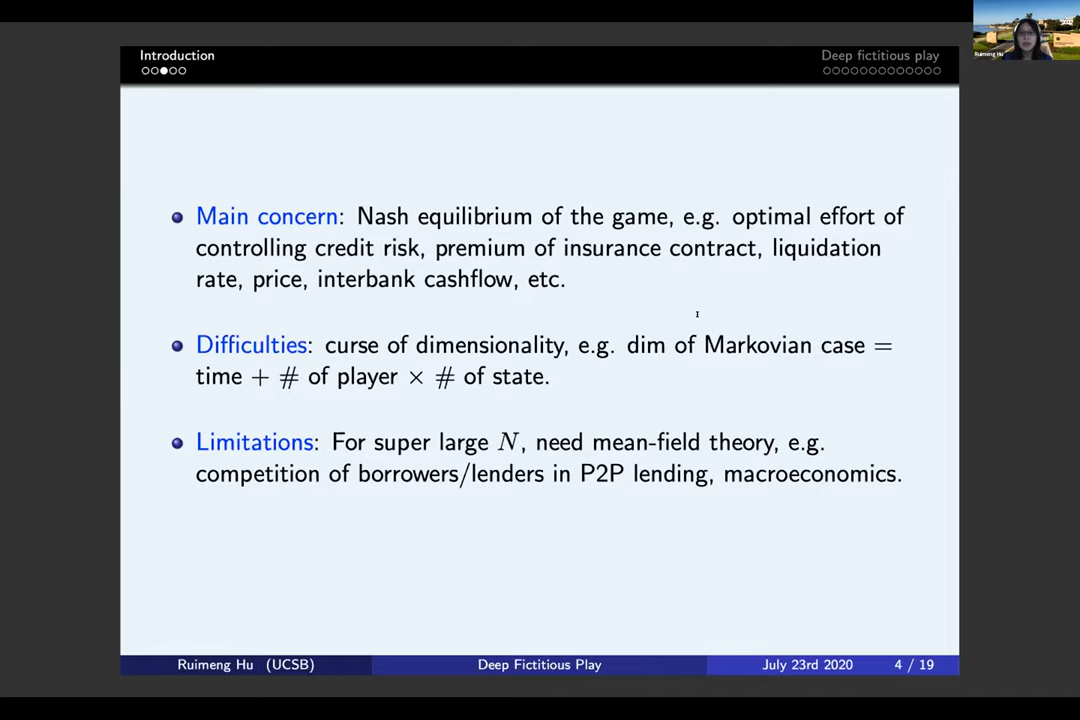 Introduction
Deep fictitious play
Ruimeng Hu
Main concern: Nash equilibrium of the game, e.g. optimal effort of
controlling credit risk, premium of insurance contract, liquidation
rate, price, interbank cashflow, etc.
Difficulties: curse of dimensionality, e.g. dim of Markovian case =
time + # of player × # of state.
Limitations: For super large N, need mean-field theory, e.g.
competition of borrowers/lenders in P2P lending, macroeconomics.
Ruimeng Hu (UCSB)
Deep Fictitious Play
July 23rd 2020
4 / 19